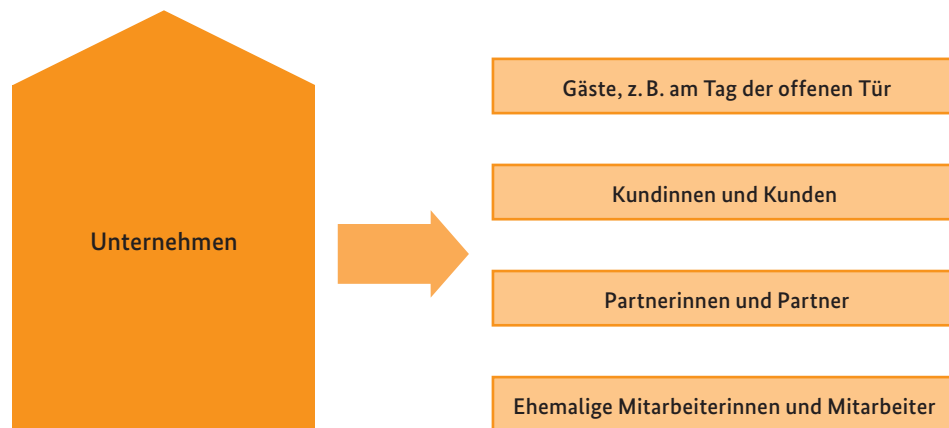 Gäste, z. B. am Tag der offenen Tür
Kundinnen und Kunden
Unternehmen
Partnerinnen und Partner
Ehemalige Mitarbeiterinnen und Mitarbeiter